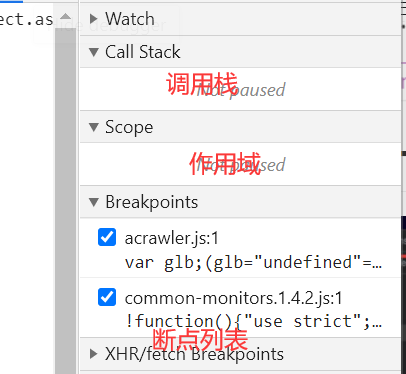 Watch
ect.as
Call Stack
调用栈
Not paused
Scope
作用域
Not paused
Breakpoints
acrawler.js:1
var glb;(glb="undefined"=…
common-monitors.1.4.2.js:1
!function(){"use strict";…
断点列表
XHR/fetch Breakpoints